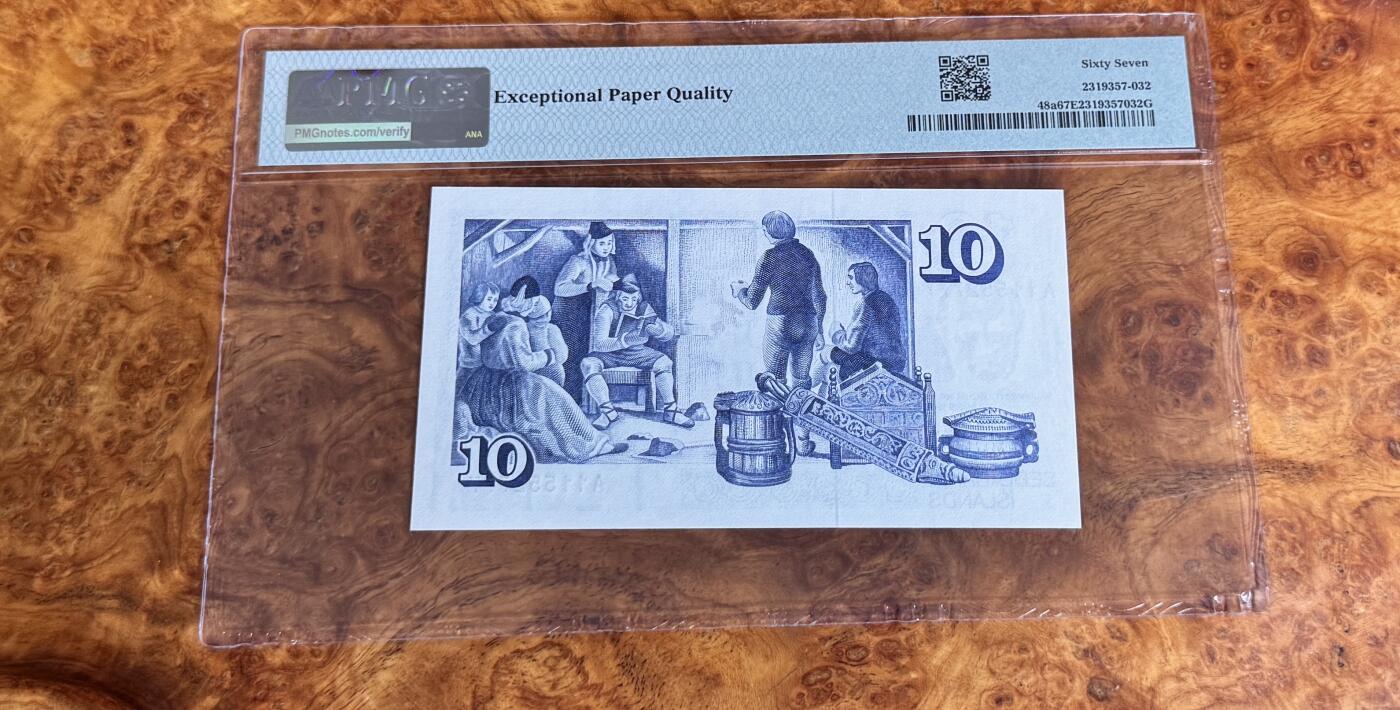 PMG
PMGnotes.com/verify
ANA
Exceptional Paper Quality
Sixty Seven
2319357-032
48a67E2319357032G
10
10